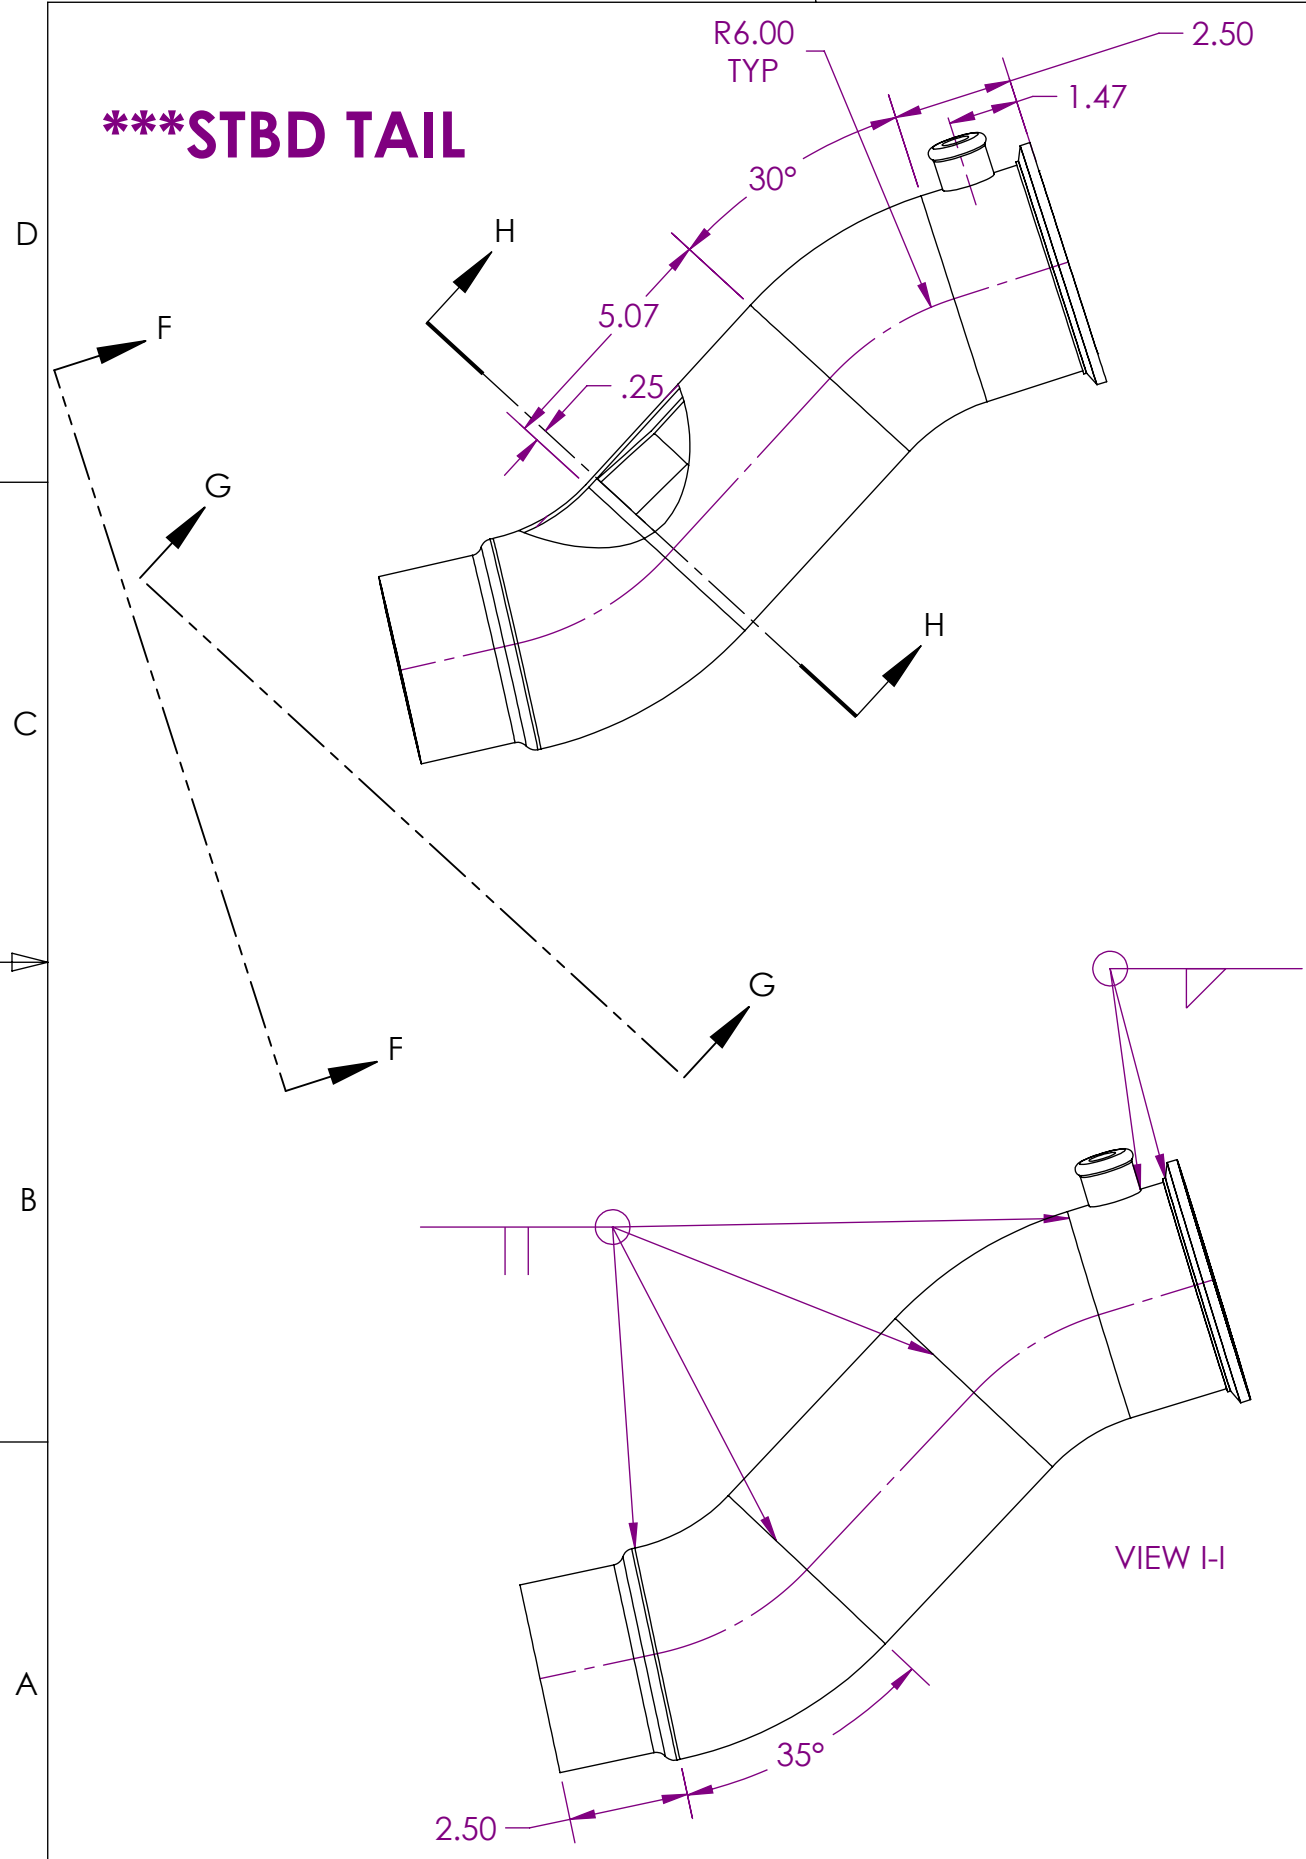 R6.00
TYP
2.50
1.47
***STBD TAIL
30°
D
H
5.07
F
.25
G
H
C
G
F
B
VIEW I-I
A
35°
2.50